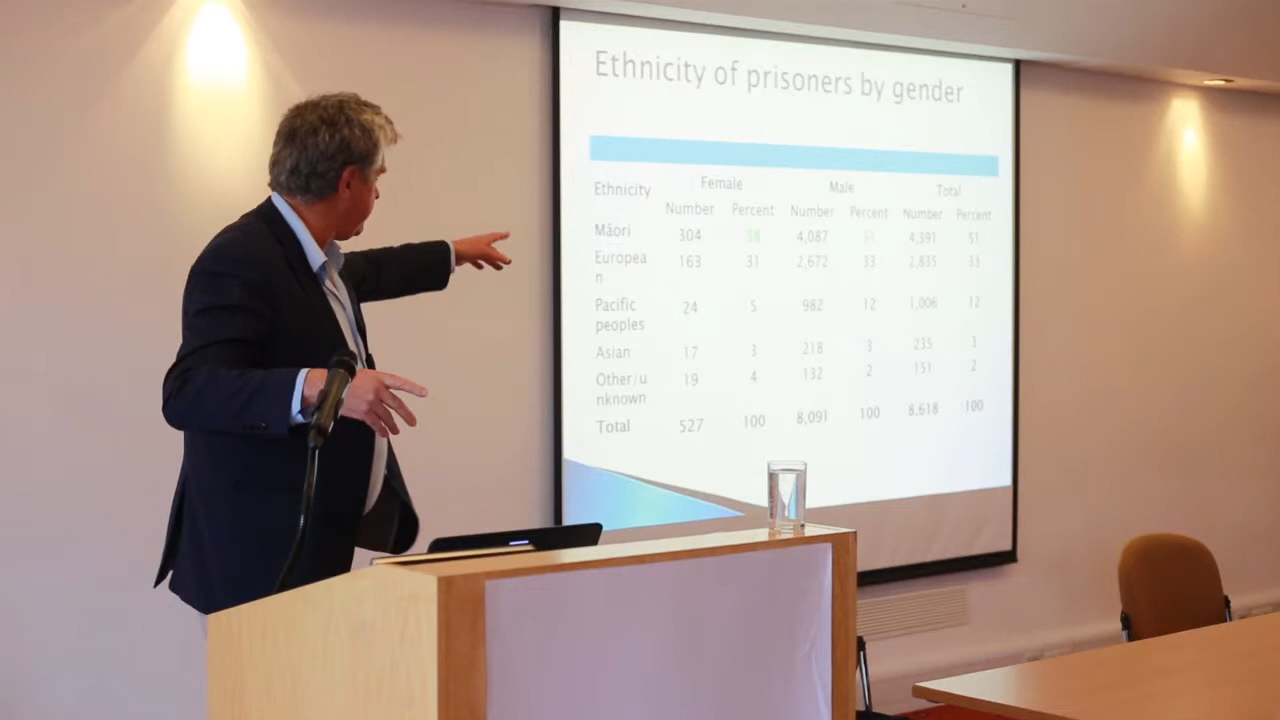 Ethnicity of prisoners by gender
Ethnicity Female Male Total
Number Percent Number Percent Number Percent
Māori 304 58 4,087 51 4,391 51
Europea
n 163 31 2,672 33 2,835 33
Pacific
peoples 24 5 982 12 1,006 12
Asian 17 3 218 3 235 3
Other/u
nknown 19 4 132 2 151 2
Total 527 100 8,091 100 8,618 100